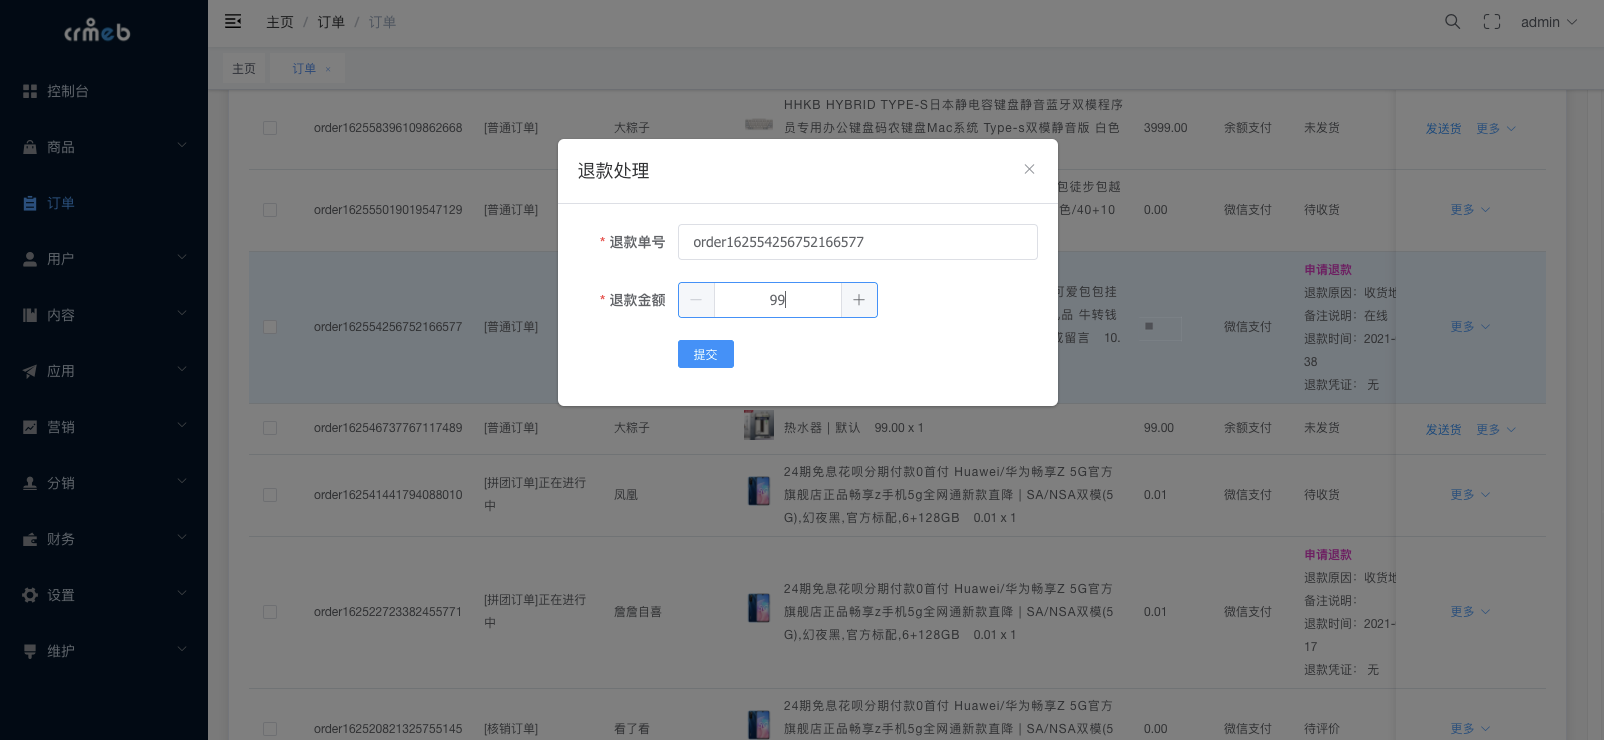 crmeb
主页 / 订单 / 订单
admin
主页
订单 ×
控制台
商品
订单
用户
内容
应用
营销
分销
财务
设置
维护
order162558396109862668
[普通订单]
大粽子
HHKB HYBRID TYPE-S日本静电容键盘静音蓝牙双模程序
员专用办公键盘码农键盘Mac系统 Type-s双模静音版 白色
3999.00
余额支付
未发货
发送货 更多
order162555019019547129
[普通订单]
包徒步包越
色/40+10
0.00
微信支付
待收货
更多
order162554256752166577
[普通订单]
可爱包包挂
品 牛转钱
留言 10.
微信支付
申请退款
退款原因：收货地
备注说明：在线
退款时间：2021-
38
退款凭证： 无
更多
退款处理
* 退款单号
order162554256752166577
* 退款金额
99
提交
order162546737767117489
[普通订单]
大粽子
热水器 | 默认 99.00 x 1
99.00
余额支付
未发货
发送货 更多
order162541441794088010
[拼团订单]正在进行
中
凤凰
24期免息花呗分期付款0首付 Huawei/华为畅享Z 5G官方
旗舰店正品畅享z手机5g全网通新款直降 | SA/NSA双模(5
G),幻夜黑,官方标配,6+128GB 0.01 x 1
0.01
微信支付
待收货
更多
order162522723382455771
[拼团订单]正在进行
中
詹詹自喜
24期免息花呗分期付款0首付 Huawei/华为畅享Z 5G官方
旗舰店正品畅享z手机5g全网通新款直降 | SA/NSA双模(5
G),幻夜黑,官方标配,6+128GB 0.01 x 1
0.01
微信支付
申请退款
退款原因：收货地
备注说明：
退款时间：2021-
17
退款凭证： 无
更多
order162520821325755145
[核销订单]
看了看
24期免息花呗分期付款0首付 Huawei/华为畅享Z 5G官方
旗舰店正品畅享z手机5g全网通新款直降 | SA/NSA双模(5
0.00
微信支付
待评价
更多